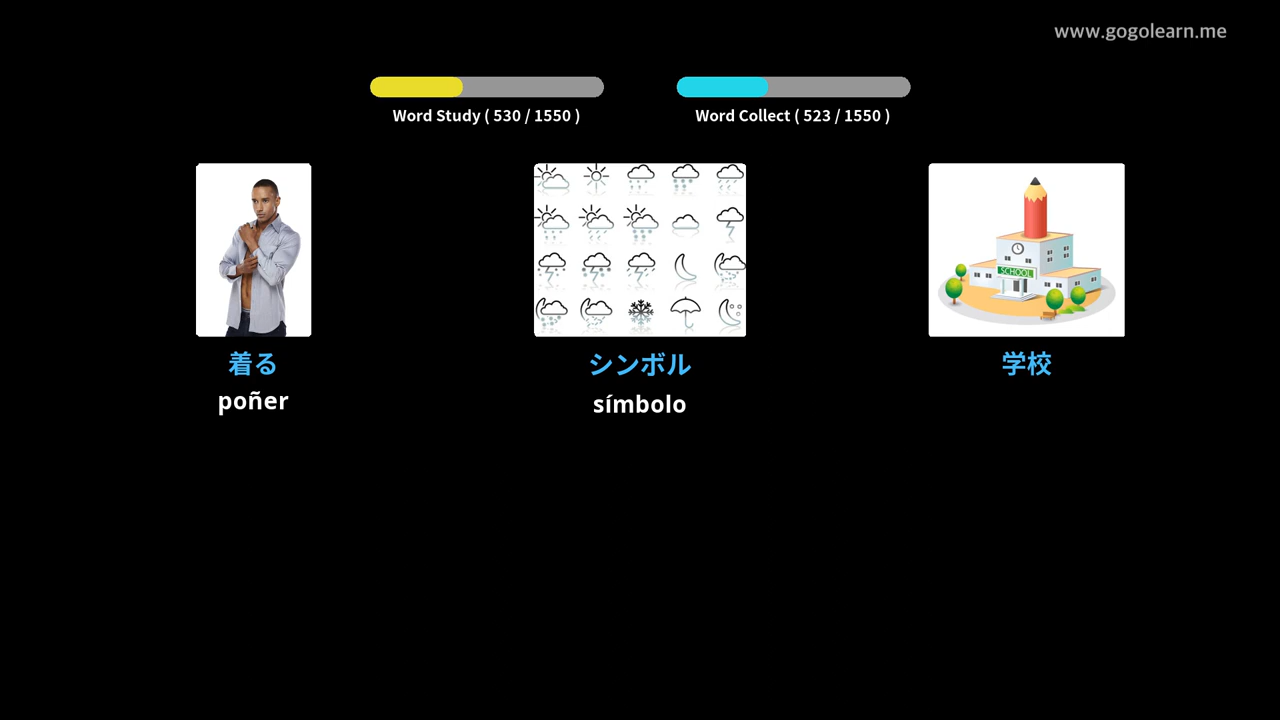 www.gogolearn.me
Word Study ( 530 / 1550 )
Word Collect ( 523 / 1550 )
SCHOOL
着る
シンボル
学校
poñer
símbolo